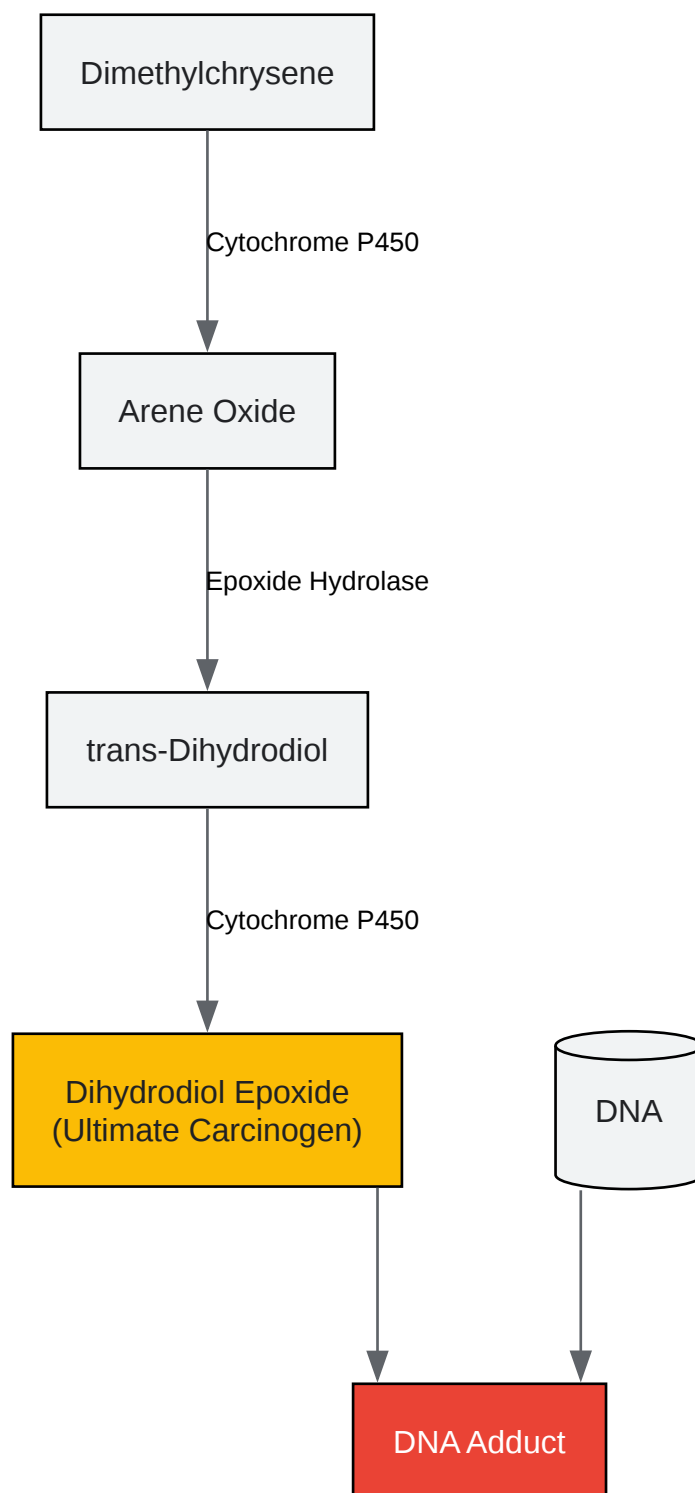 Dimethylchrysene
Cytochrome P450
Arene Oxide
Epoxide Hydrolase
trans-Dihydrodiol
Cytochrome P450
Dihydrodiol Epoxide
(Ultimate Carcinogen)
DNA
DNA Adduct